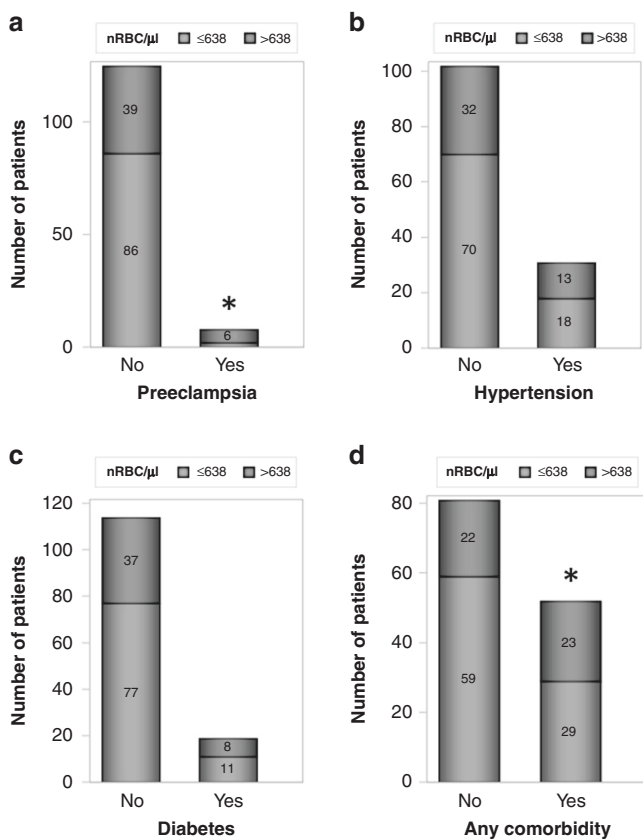 a
nRBC/µl ≤638 >638
Number of patients
100
50
0
39
86
*
6
No Yes
Preeclampsia
b
nRBC/µl ≤638 >638
Number of patients
100
80
60
40
20
0
32
70
13
18
No Yes
Hypertension
c
nRBC/µl ≤638 >638
Number of patients
120
100
80
60
40
20
0
37
77
8
11
No Yes
Diabetes
d
nRBC/µl ≤638 >638
Number of patients
80
60
40
20
0
22
59
*
23
29
No Yes
Any comorbidity